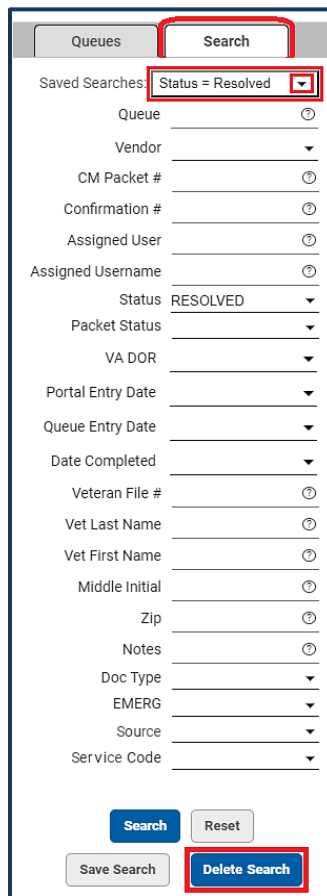 Queues Search
Saved Searches: Status = Resolved
Queue
Vendor
CM Packet #
Confirmation #
Assigned User
Assigned Username
Status RESOLVED
Packet Status
VA DOR
Portal Entry Date
Queue Entry Date
Date Completed
Veteran File #
Vet Last Name
Vet First Name
Middle Initial
Zip
Notes
Doc Type
EMERG
Source
Service Code
Search Reset
Save Search Delete Search